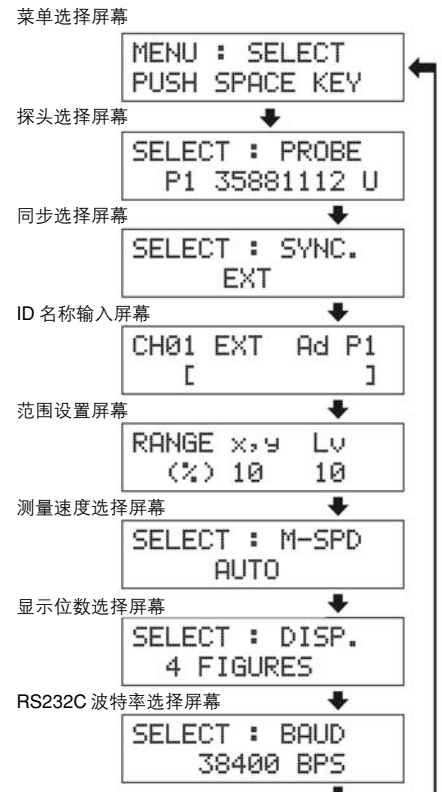 菜单选择屏幕
MENU : SELECT
PUSH SPACE KEY
探头选择屏幕
SELECT : PROBE
P1 35881112 U
同步选择屏幕
SELECT : SYNC.
EXT
ID 名称输入屏幕
CH01 EXT Ad P1
[ ]
范围设置屏幕
RANGE x,y Lv
(%) 10 10
测量速度选择屏幕
SELECT : M-SPD
AUTO
显示位数选择屏幕
SELECT : DISP.
4 FIGURES
RS232C 波特率选择屏幕
SELECT : BAUD
38400 BPS